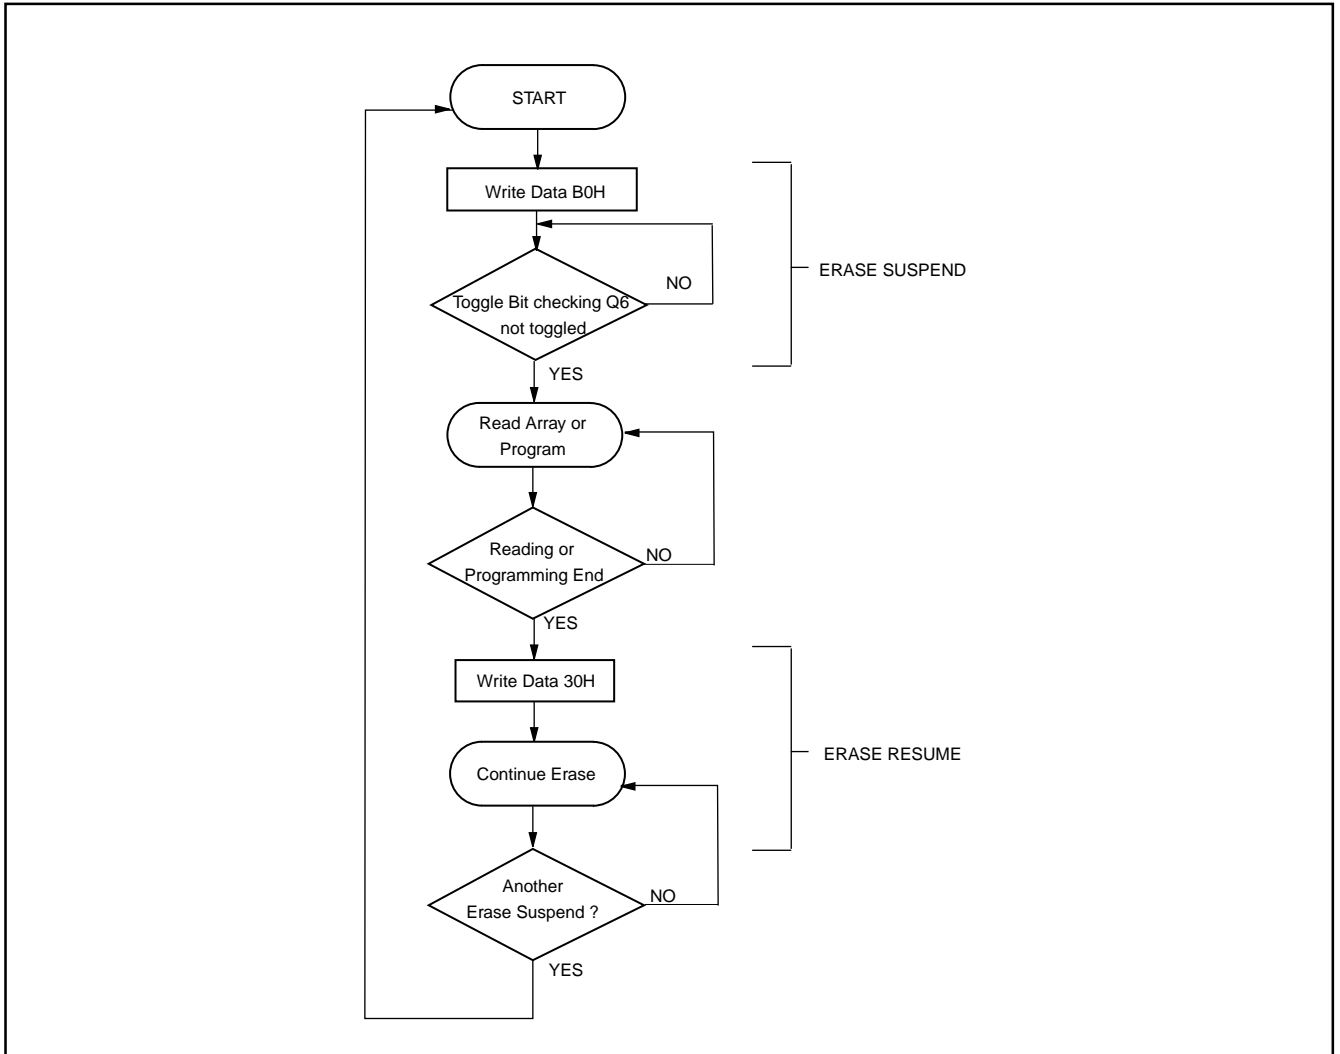 START
Write Data B0H
ERASE SUSPEND
NO
Toggle Bit checking Q6
not toggled
YES
Read Array or
Program
Reading or
Programming End
NO
YES
Write Data 30H
ERASE RESUME
Continue Erase
Another
Erase Suspend ?
NO
YES